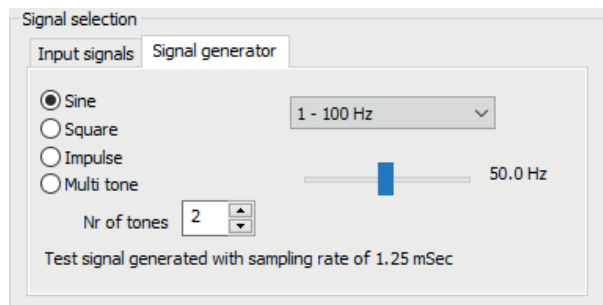 Signal selection
Input signals
Signal generator
Sine
1 - 100 Hz
Square
Impulse
Multi tone
50.0 Hz
Nr of tones 2
Test signal generated with sampling rate of 1.25 mSec